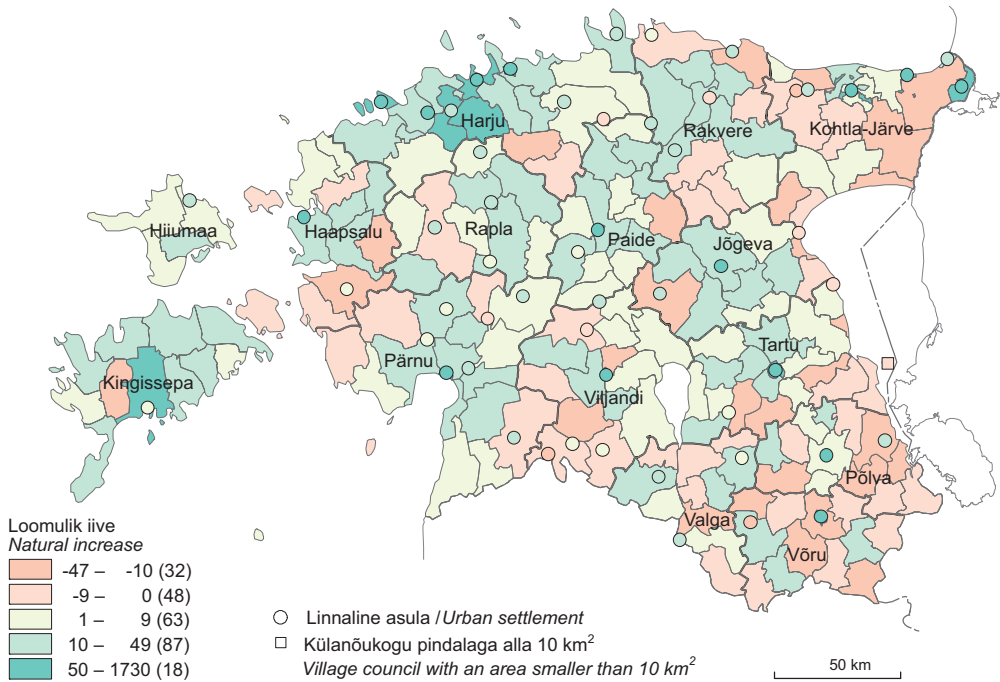 Harju
Rakvere
Kohtla-Järve
Hiiumaa
Haapsalu
Rapla
Paide
Jõgeva
Kingissepa
Pärnu
Viljandi
Tartu
Põlva
Valga
Võru
Loomulik iive
Natural increase
-47 – -10 (32)
-9 – 0 (48)
1 – 9 (63)
10 – 49 (87)
50 – 1730 (18)
Linnaline asula / Urban settlement
Külanõukogu pindalaga alla 10 km²
Village council with an area smaller than 10 km²
50 km